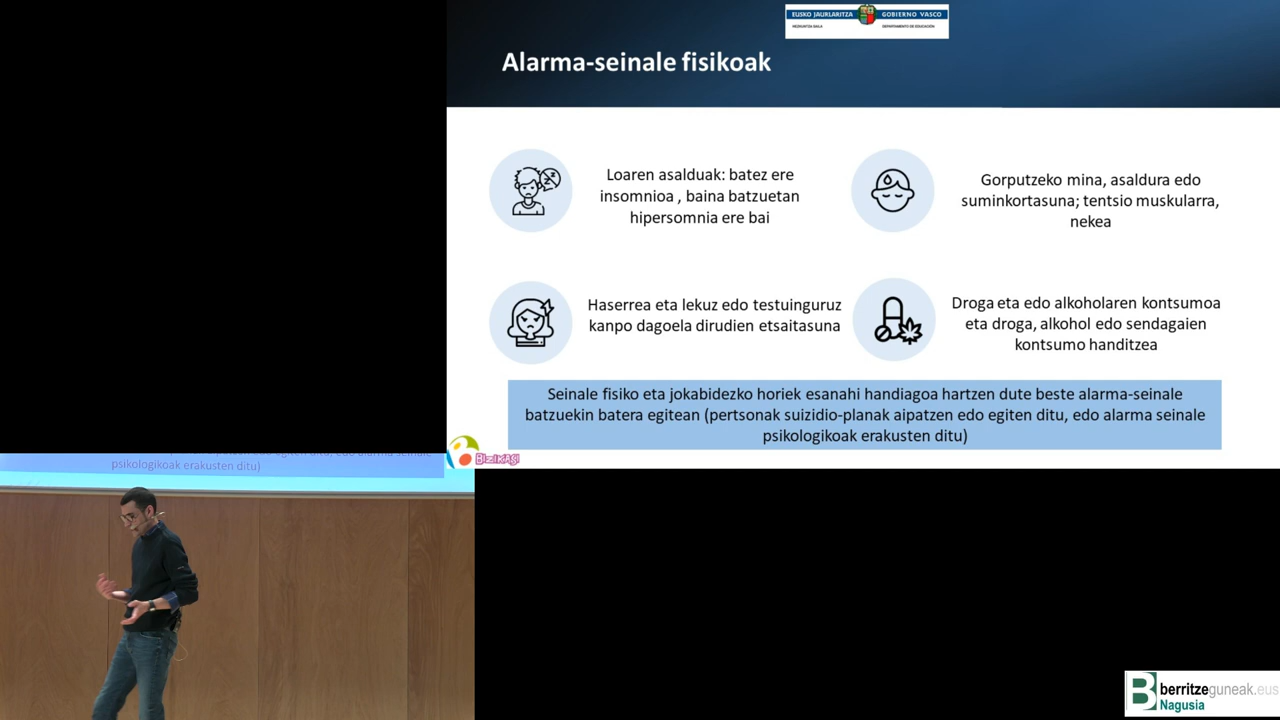 EUSKO JAURLARITZA
GOBIERNO VASCO
HEZKUNTZA SAILA
DEPARTAMENTO DE EDUCACIÓN
Alarma-seinale fisikoak
Loaren asalduak: batez ere
insomnioa , baina batzuetan
hipersomnia ere bai
Gorputzeko mina, asaldura edo
suminkortasuna; tentsio muskularra,
nekea
Haserrea eta lekuz edo testuinguruz
kanpo dagoela dirudien etsaitasuna
Droga eta edo alkoholaren kontsumoa
eta droga, alkohol edo sendagaien
kontsumo handitzea
Seinale fisiko eta jokabidezko horiek esanahi handiagoa hartzen dute beste alarma-seinale
batzuekin batera egitean (pertsonak suizidio-planak aipatzen edo egiten ditu, edo alarma seinale
psikologikoak erakusten ditu)
BIZIKASI
psikologikoak erakusten ditu)
berritzeguneak.eus
Nagusia